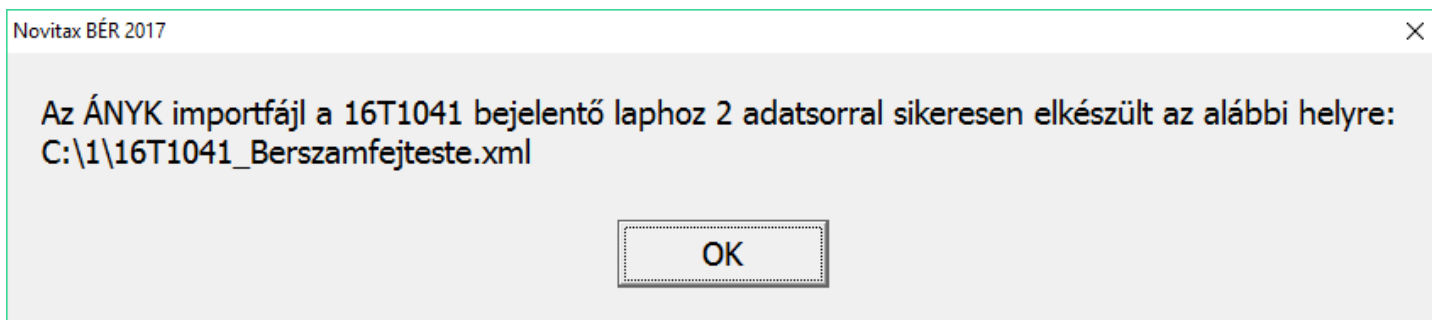 Novitax BÉR 2017
Az ÁNYK importfájl a 16T1041 bejelentő laphoz 2 adatsorral sikeresen elkészült az alábbi helyre:
C:\1\16T1041_Berszamfejteste.xml
OK